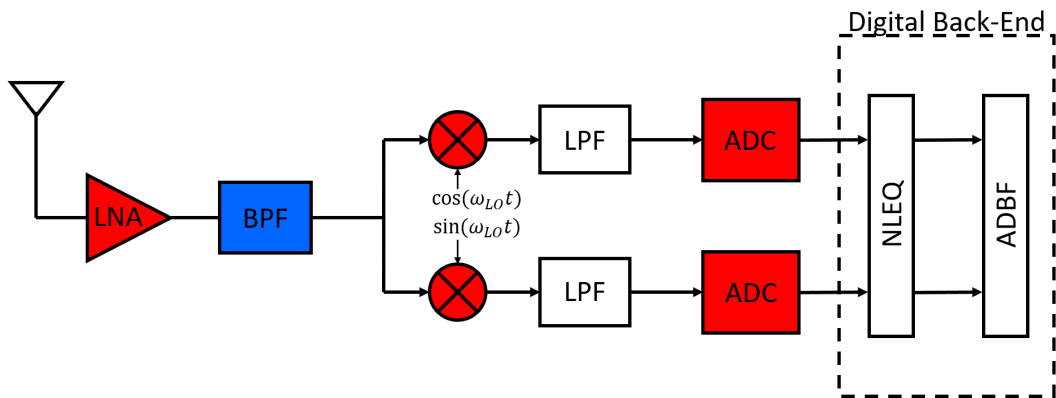 Digital Back-End
LNA
BPF
LPF
ADC
cos(ω_LO t)
sin(ω_LO t)
LPF
ADC
NLEQ
ADBF